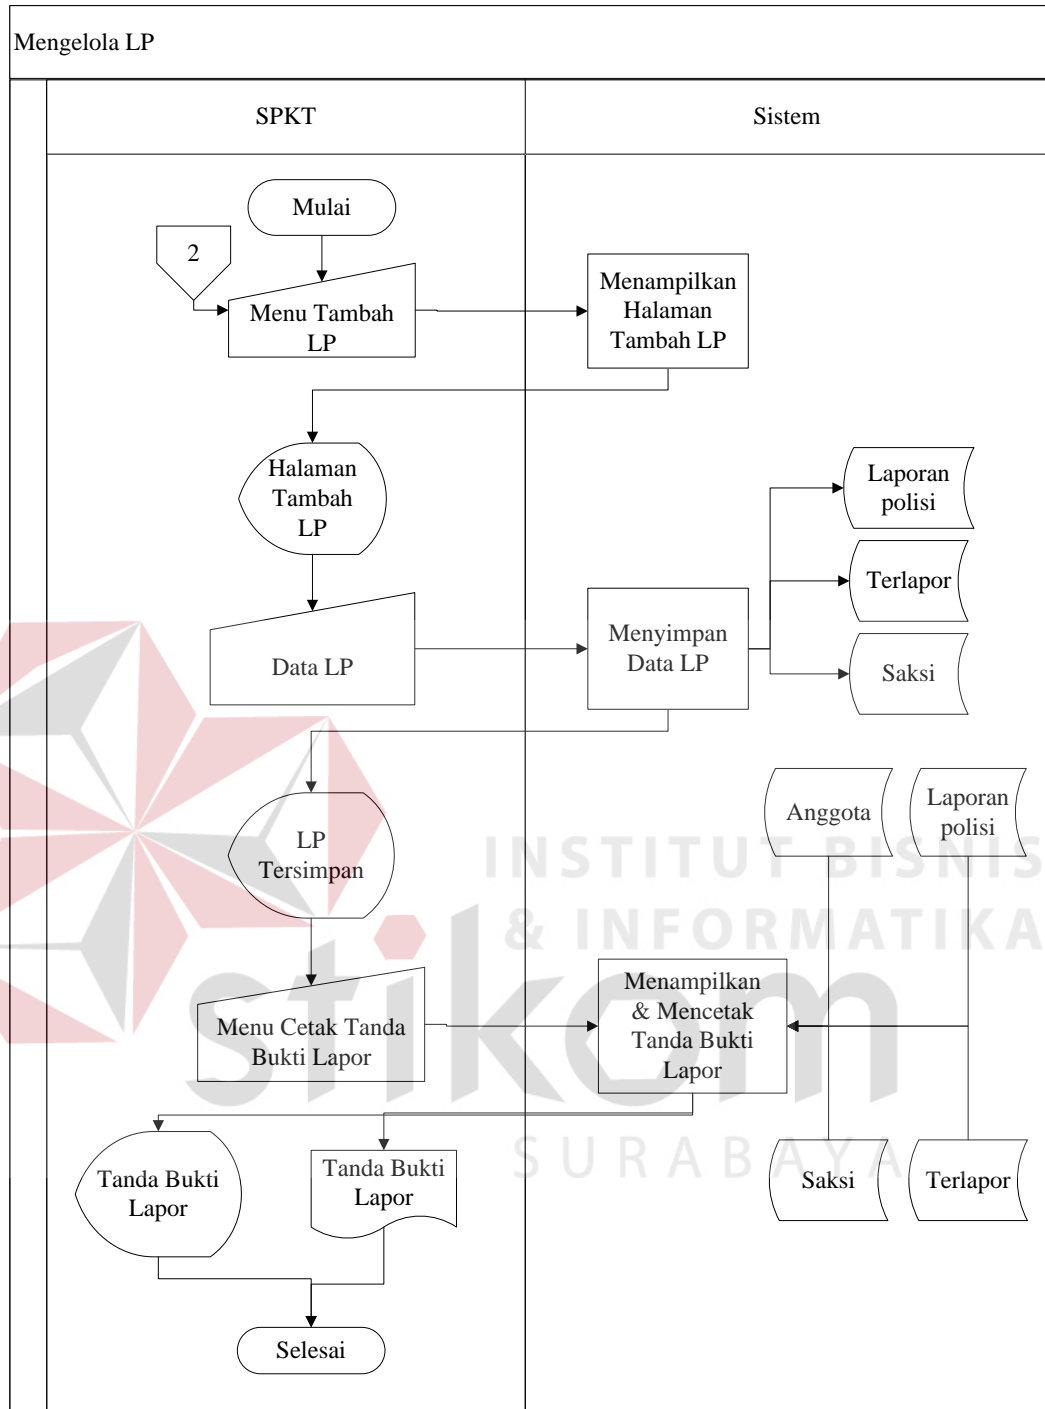 Mengelola LP
SPKT
Sistem
Mulai
2
Menu Tambah
LP
Menampilkan
Halaman
Tambah LP
Halaman
Tambah
LP
Laporan
polisi
Terlapor
Data LP
Menyimpan
Data LP
Saksi
Anggota
Laporan
polisi
LP
Tersimpan
INSTITUT BISNIS
& INFORMATIKA
stikom
SURABAYA
Menu Cetak Tanda
Bukti Lapor
Menampilkan
& Mencetak
Tanda Bukti
Lapor
Tanda Bukti
Lapor
Tanda Bukti
Lapor
Saksi
Terlapor
Selesai